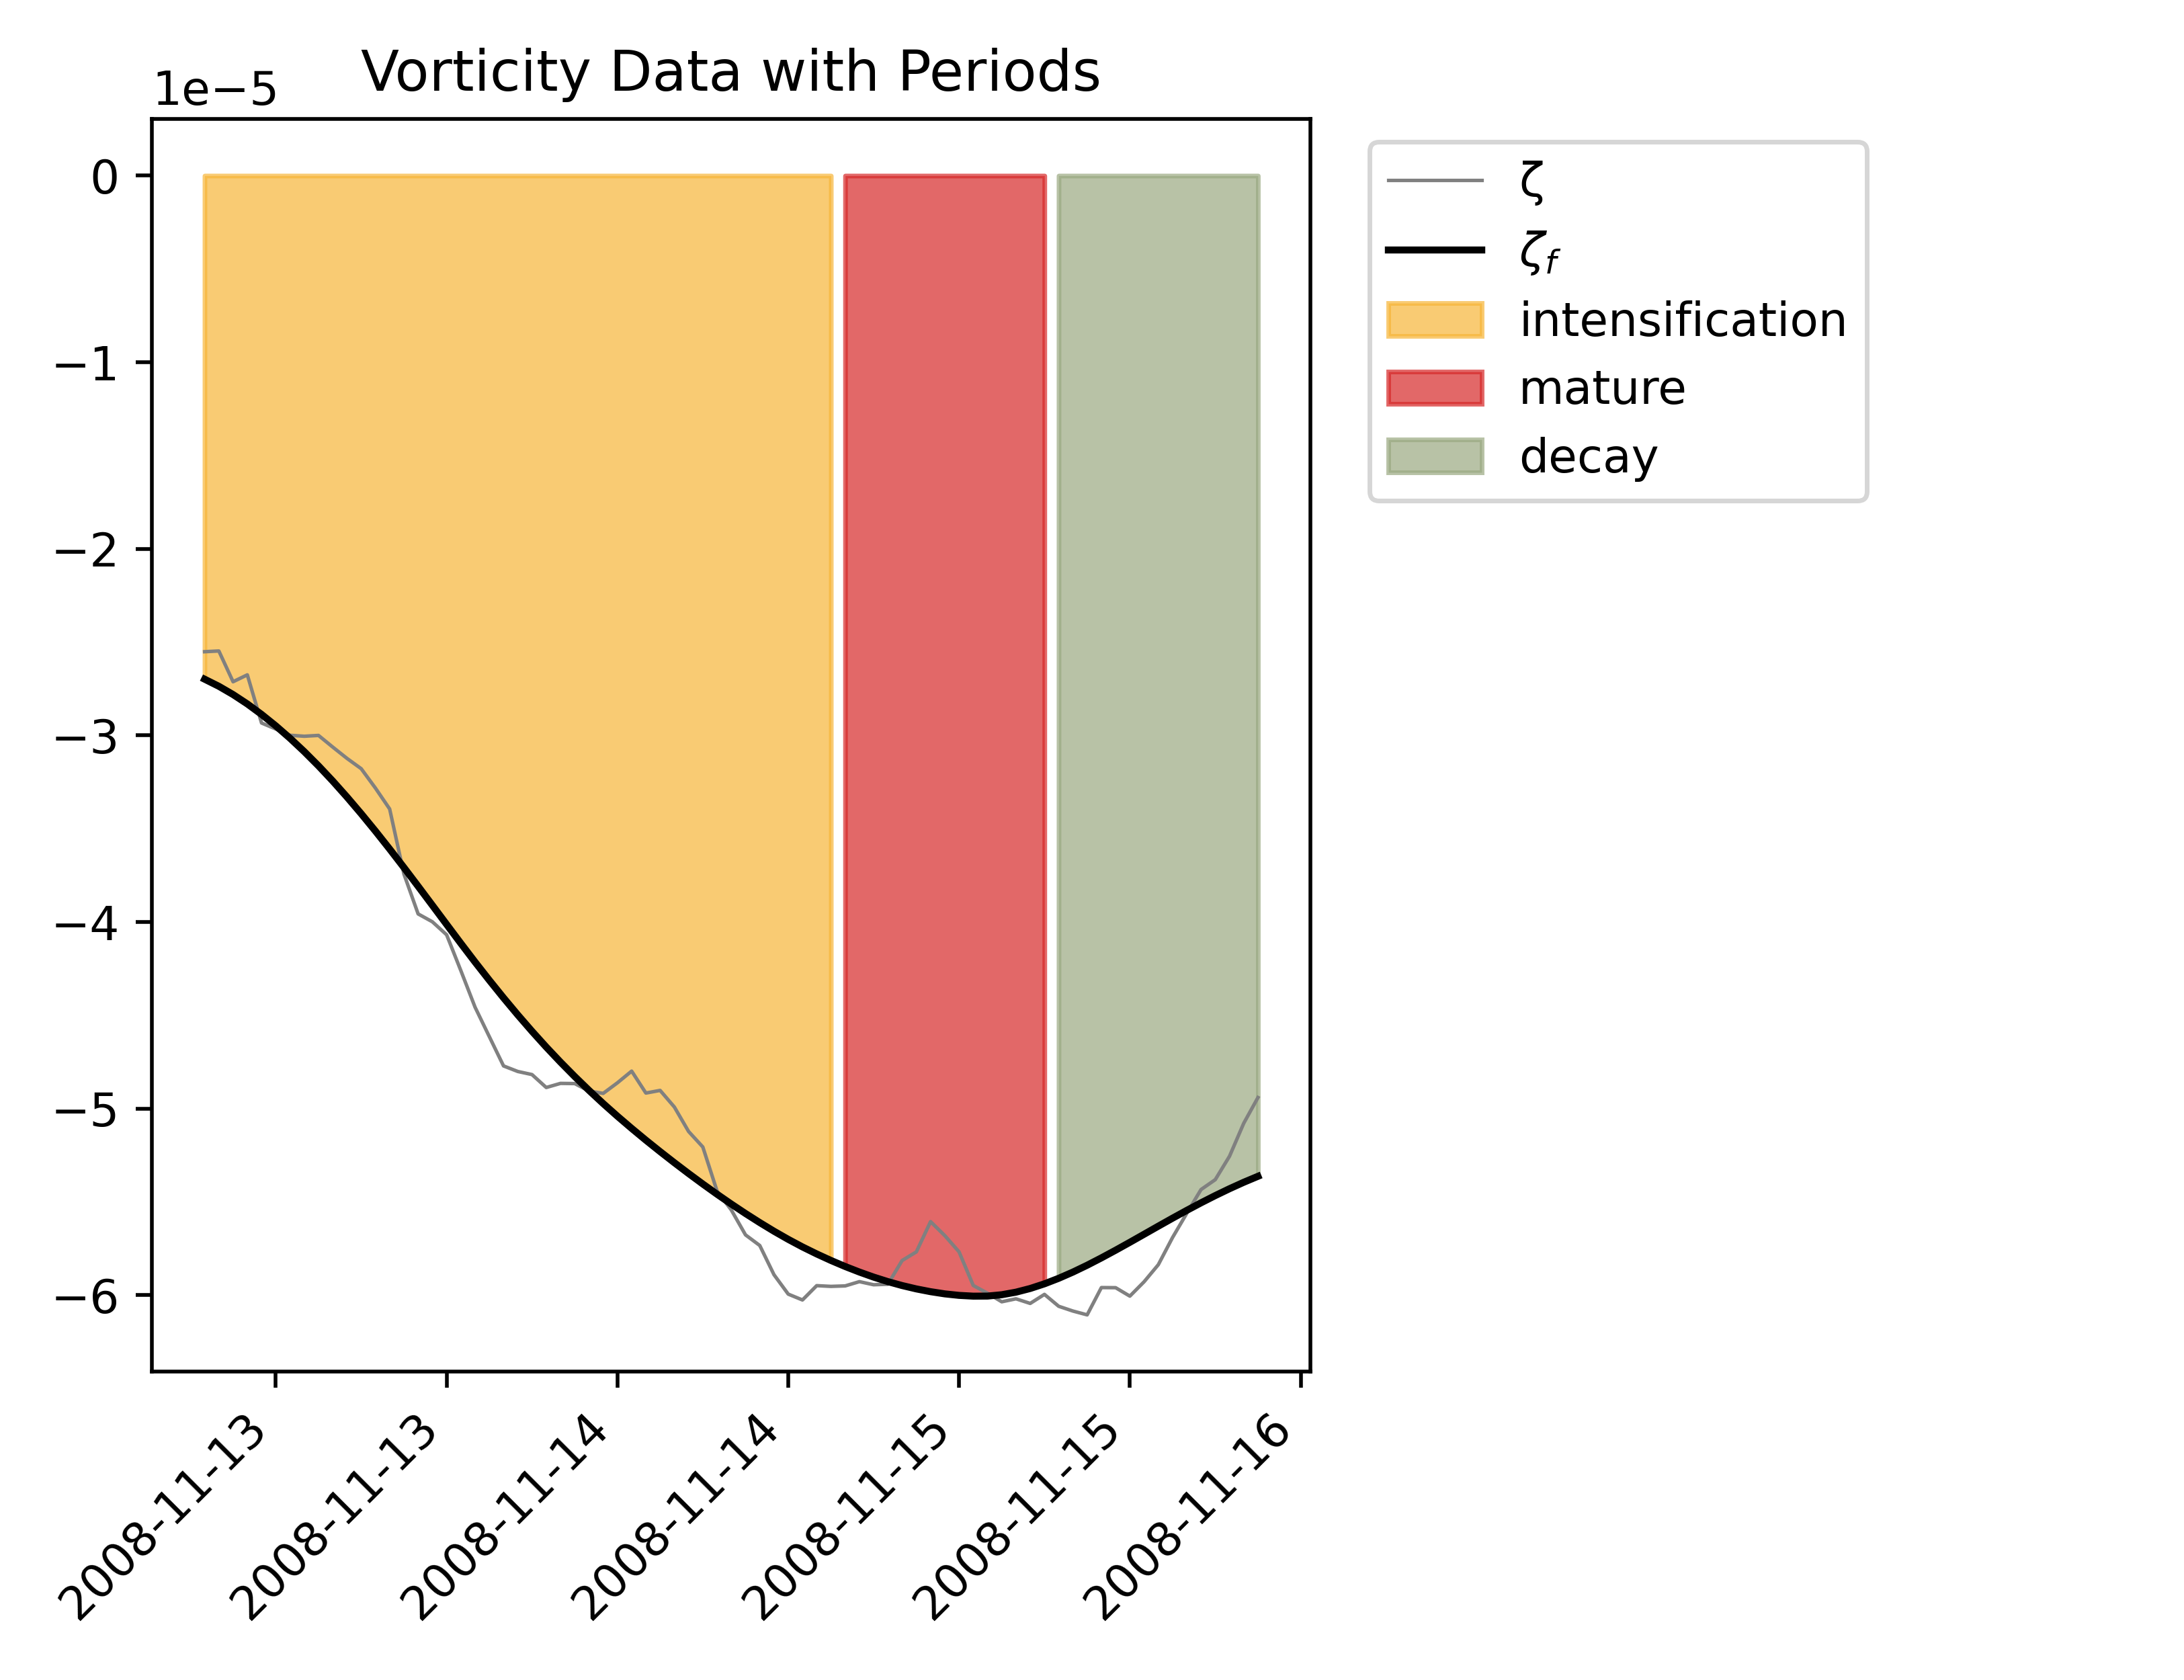 Vorticity Data with Periods
1e−5
0
−1
−2
−3
−4
−5
−6
2008-11-13
2008-11-13
2008-11-14
2008-11-14
2008-11-15
2008-11-15
2008-11-16
ζ
ζf
intensification
mature
decay